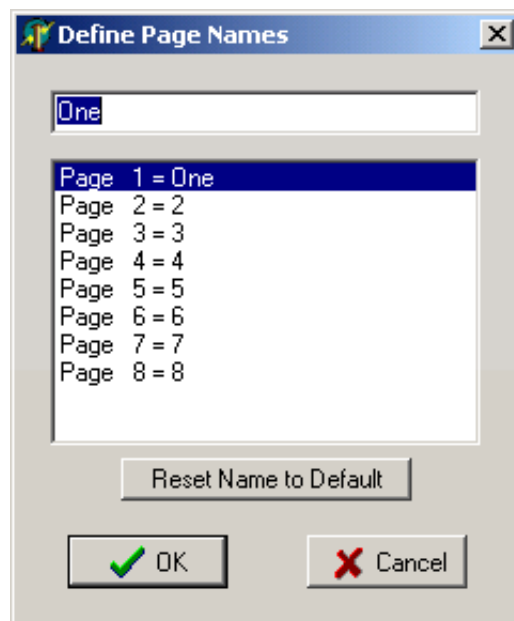 Define Page Names
One
Page 1 = One
Page 2 = 2
Page 3 = 3
Page 4 = 4
Page 5 = 5
Page 6 = 6
Page 7 = 7
Page 8 = 8
Reset Name to Default
OK Cancel